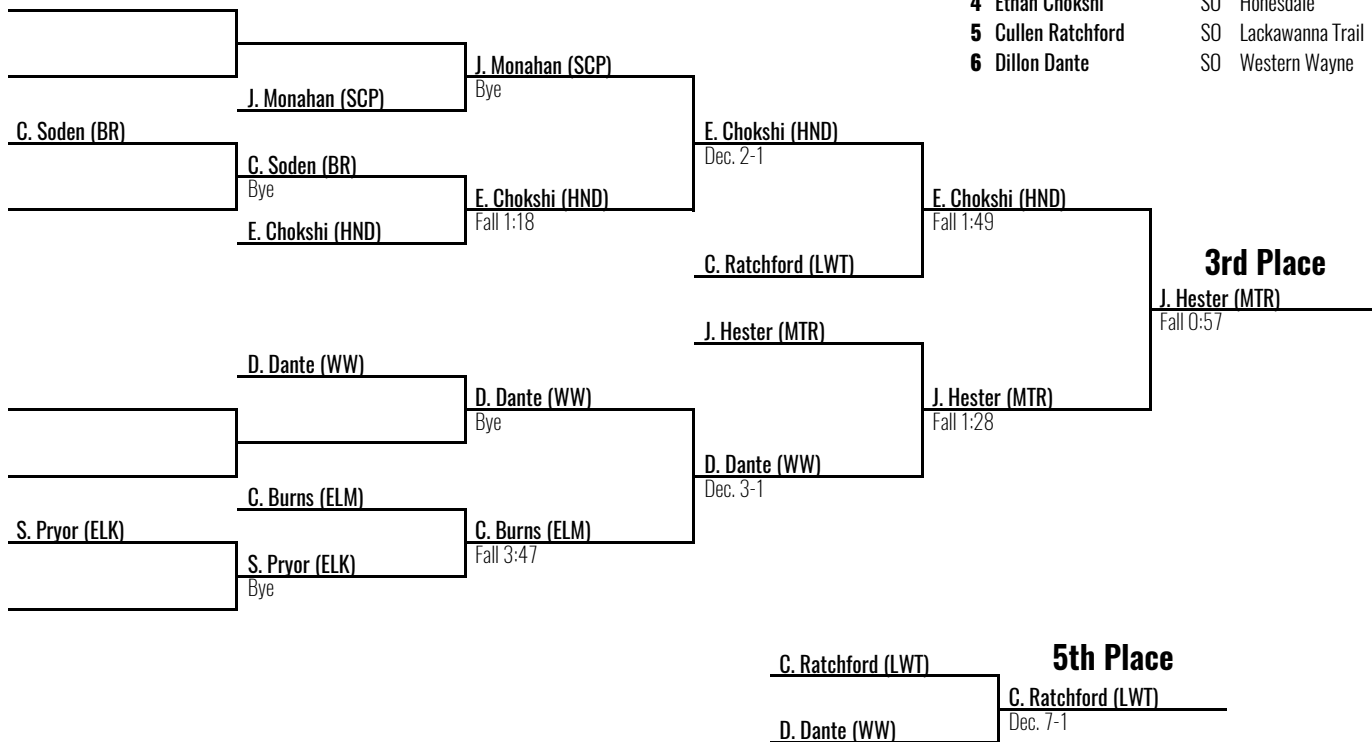 4 Ethan Chokshi SO Honesdale
5 Cullen Ratchford SO Lackawanna Trail
6 Dillon Dante SO Western Wayne
J. Monahan (SCP)
Bye
J. Monahan (SCP)
C. Soden (BR)
E. Chokshi (HND)
Dec. 2-1
C. Soden (BR)
Bye
E. Chokshi (HND)
Fall 1:18
E. Chokshi (HND)
Fall 1:49
E. Chokshi (HND)
C. Ratchford (LWT)
3rd Place
J. Hester (MTR)
Fall 0:57
J. Hester (MTR)
D. Dante (WW)
D. Dante (WW)
Bye
J. Hester (MTR)
Fall 1:28
D. Dante (WW)
Dec. 3-1
C. Burns (ELM)
S. Pryor (ELK)
C. Burns (ELM)
Fall 3:47
S. Pryor (ELK)
Bye
5th Place
C. Ratchford (LWT)
C. Ratchford (LWT)
Dec. 7-1
D. Dante (WW)